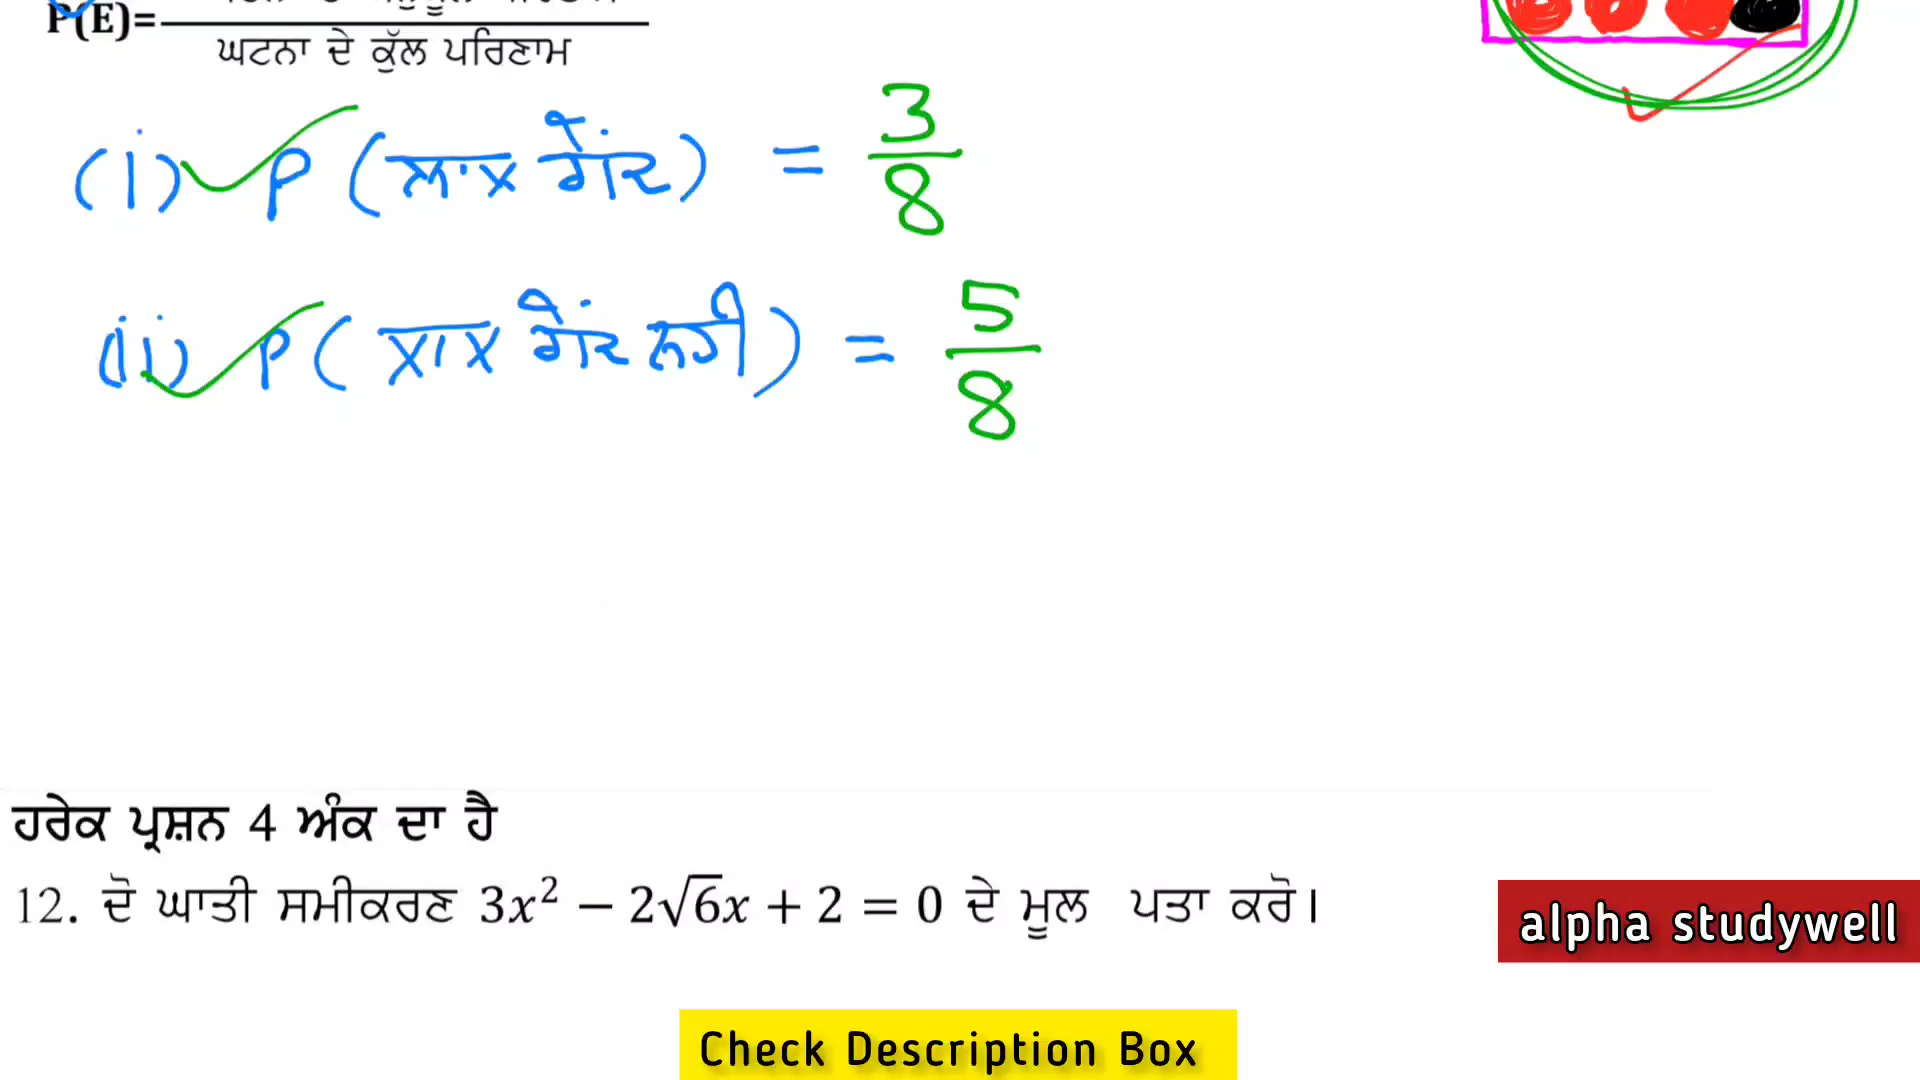 P(E)=
ਘਟਨਾ ਦੇ ਕੁੱਲ ਪਰਿਣਾਮ
(i) P (ਲਾਲ ਗੇਂਦ) = 3/8
(ii) P (ਲਾਲ ਗੇਂਦ ਨਹੀ) = 5/8
ਹਰੇਕ ਪ੍ਰਸ਼ਨ 4 ਅੰਕ ਦਾ ਹੈ
12. ਦੋ ਘਾਤੀ ਸਮੀਕਰਣ 3x² − 2√6x + 2 = 0 ਦੇ ਮੂਲ ਪਤਾ ਕਰੋ।
alpha studywell
Check Description Box